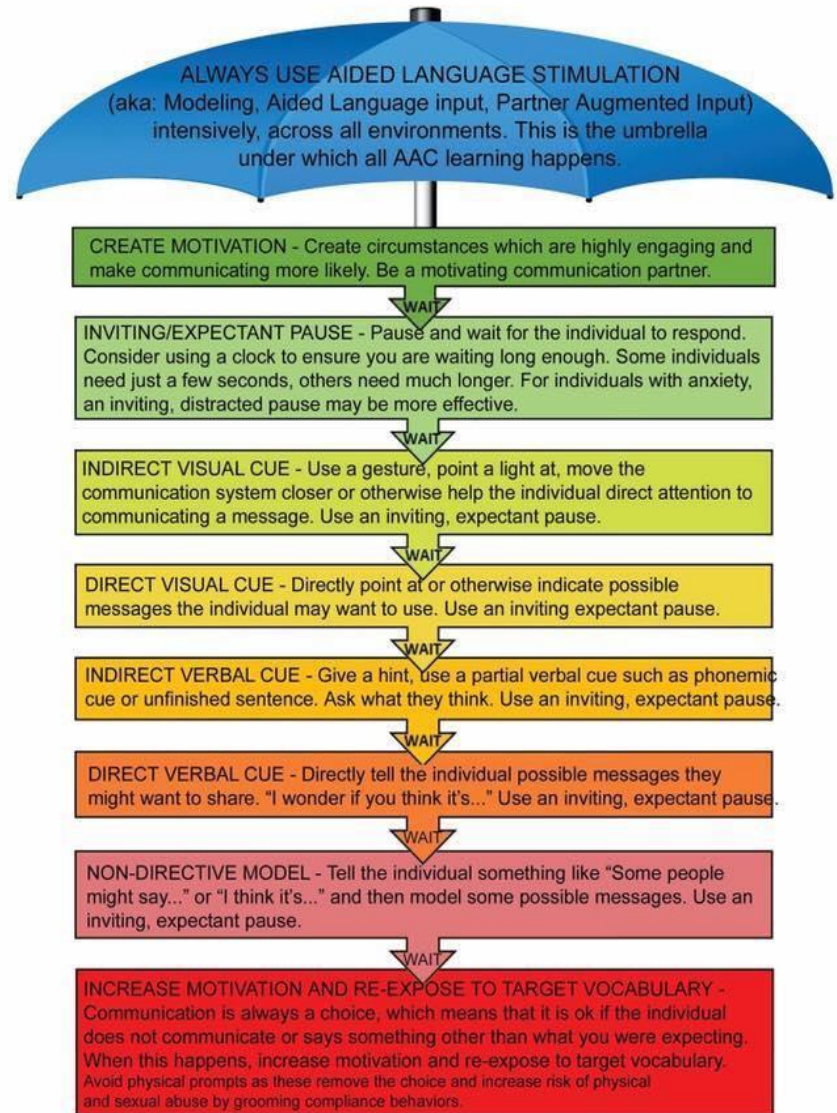 ALWAYS USE AIDED LANGUAGE STIMULATION
(aka: Modeling, Aided Language input, Partner Augmented Input)
intensively, across all environments. This is the umbrella
under which all AAC learning happens.
CREATE MOTIVATION - Create circumstances which are highly engaging and
make communicating more likely. Be a motivating communication partner.
WAIT
INVITING/EXPECTANT PAUSE - Pause and wait for the individual to respond.
Consider using a clock to ensure you are waiting long enough. Some individuals
need just a few seconds, others need much longer. For individuals with anxiety,
an inviting, distracted pause may be more effective.
WAIT
INDIRECT VISUAL CUE - Use a gesture, point a light at, move the
communication system closer or otherwise help the individual direct attention to
communicating a message. Use an inviting, expectant pause.
WAIT
DIRECT VISUAL CUE - Directly point at or otherwise indicate possible
messages the individual may want to use. Use an inviting expectant pause.
WAIT
INDIRECT VERBAL CUE - Give a hint, use a partial verbal cue such as phonemic
cue or unfinished sentence. Ask what they think. Use an inviting, expectant pause.
WAIT
DIRECT VERBAL CUE - Directly tell the individual possible messages they
might want to share. “I wonder if you think it’s...” Use an inviting, expectant pause.
WAIT
NON-DIRECTIVE MODEL - Tell the individual something like “Some people
might say...” or “I think it’s...” and then model some possible messages. Use an
inviting, expectant pause.
WAIT
INCREASE MOTIVATION AND RE-EXPOSE TO TARGET VOCABULARY -
Communication is always a choice, which means that it is ok if the individual
does not communicate or says something other than what you were expecting.
When this happens, increase motivation and re-expose to target vocabulary.
Avoid physical prompts as these remove the choice and increase risk of physical
and sexual abuse by grooming compliance behaviors.